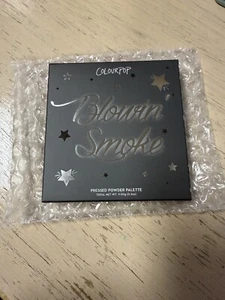 COLOURPOP
Blowin'
Smoke
PRESSED POWDER PALETTE